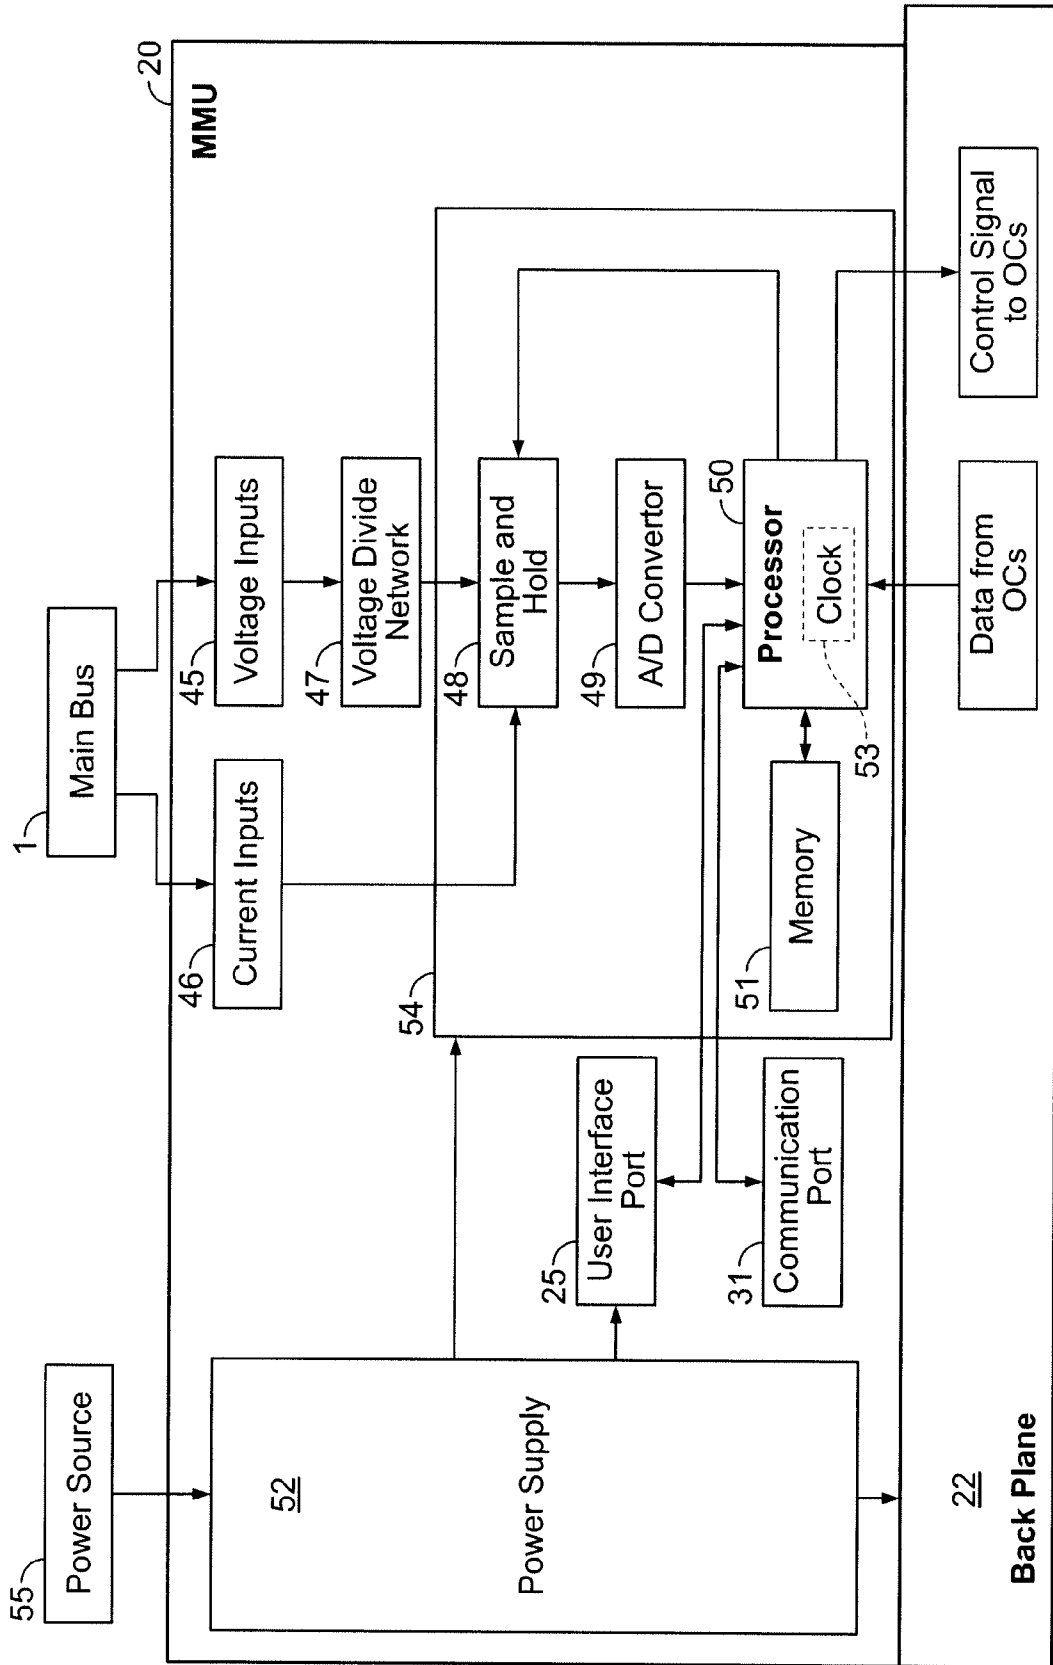 55
Power Source
1
Main Bus
20
MMU
52
Power Supply
46
Current Inputs
45
Voltage Inputs
47
Voltage Divide
Network
54
48
Sample and
Hold
25
User Interface
Port
49
A/D Convertor
31
Communication
Port
51
Memory
50
Processor
Clock
53
22
Back Plane
Data from
OCs
Control Signal
to OCs